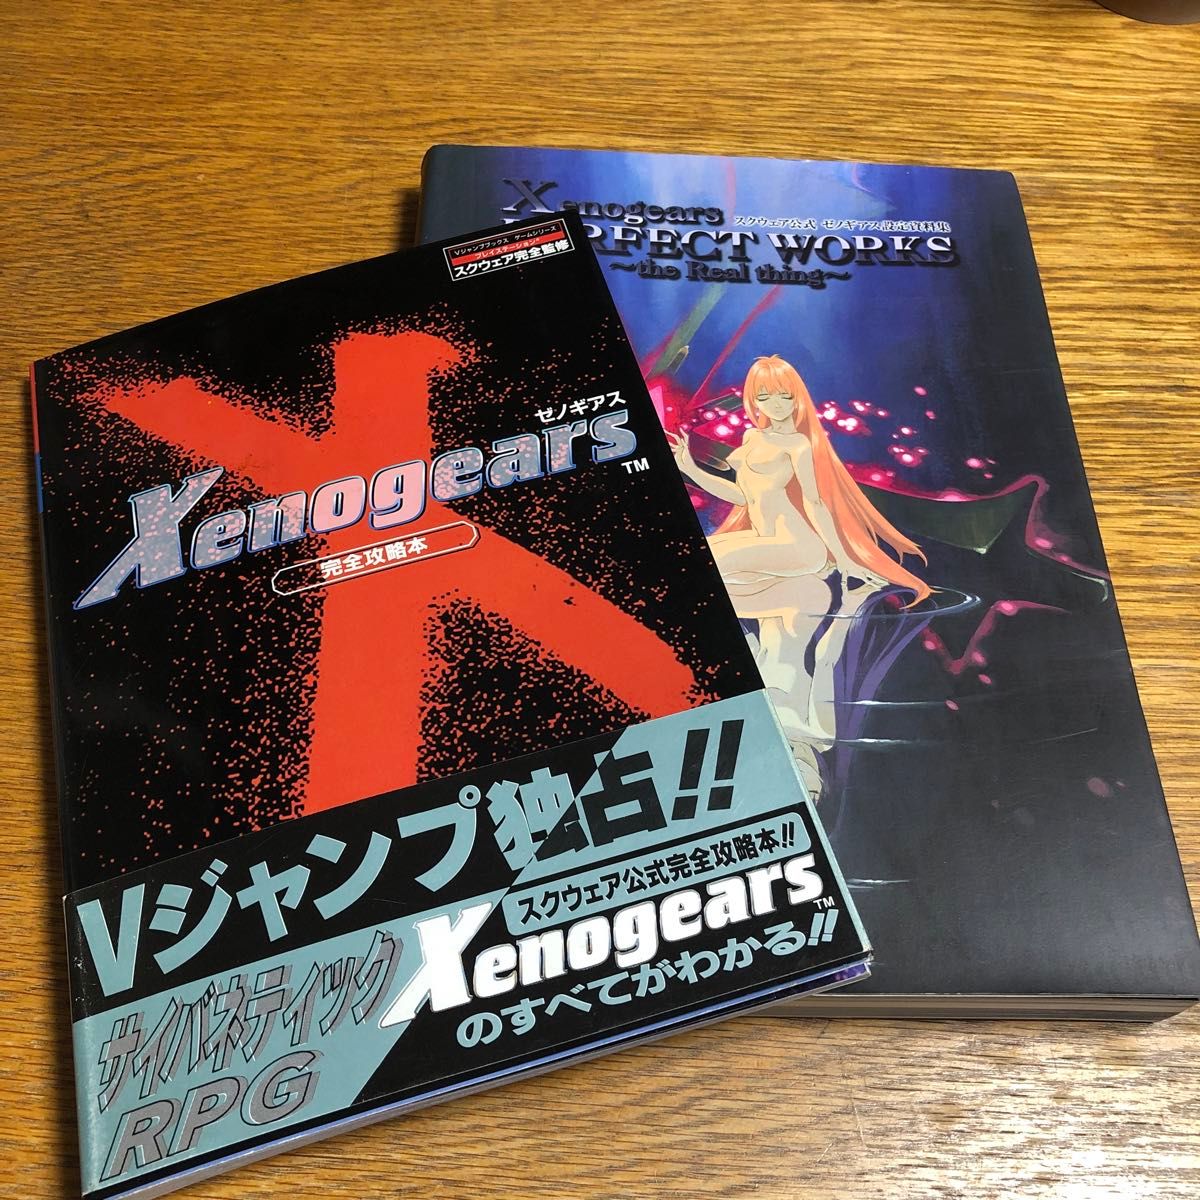 Vジャンプブックス ゲームシリーズ
プレイステーション®
スクウェア完全監修
ゼノギアス
Xenogears™
完全攻略本
Vジャンプ独占!!
スクウェア公式完全攻略本!!
サイバネティック
RPG
Xenogears™
のすべてがわかる!!
Xenogears
スクウェア公式 ゼノギアス設定資料集
RFECT WORKS
~the Real thing~